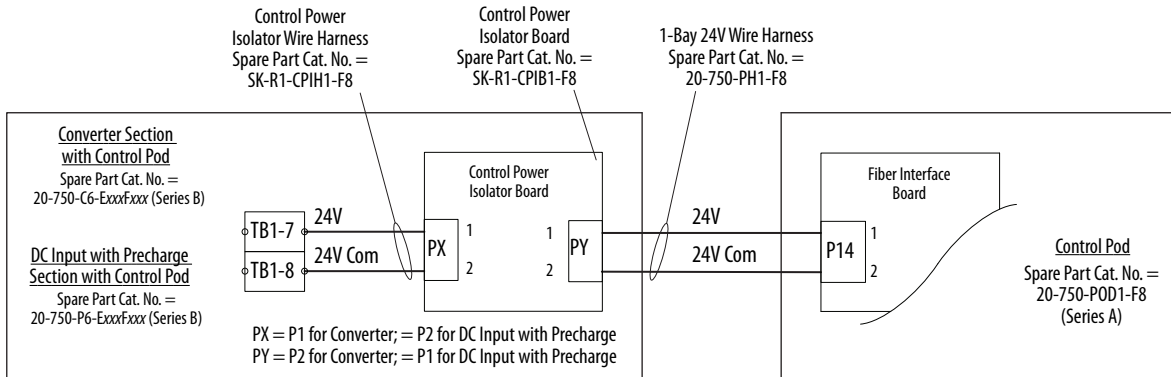 Control Power
Isolator Wire Harness
Spare Part Cat. No. =
SK-R1-CPIH1-F8
Control Power
Isolator Board
Spare Part Cat. No. =
SK-R1-CPIB1-F8
1-Bay 24V Wire Harness
Spare Part Cat. No. =
20-750-PH1-F8
Converter Section
with Control Pod
Spare Part Cat. No. =
20-750-C6-ExxxFxxx (Series B)
DC Input with Precharge
Section with Control Pod
Spare Part Cat. No. =
20-750-P6-ExxxFxxx (Series B)
TB1-7
TB1-8
24V
24V Com
Control Power
Isolator Board
PX
1
2
1
2
PY
24V
24V Com
Fiber Interface
Board
P14
1
2
Control Pod
Spare Part Cat. No. =
20-750-POD1-F8
(Series A)
PX = P1 for Converter; = P2 for DC Input with Precharge
PY = P2 for Converter; = P1 for DC Input with Precharge